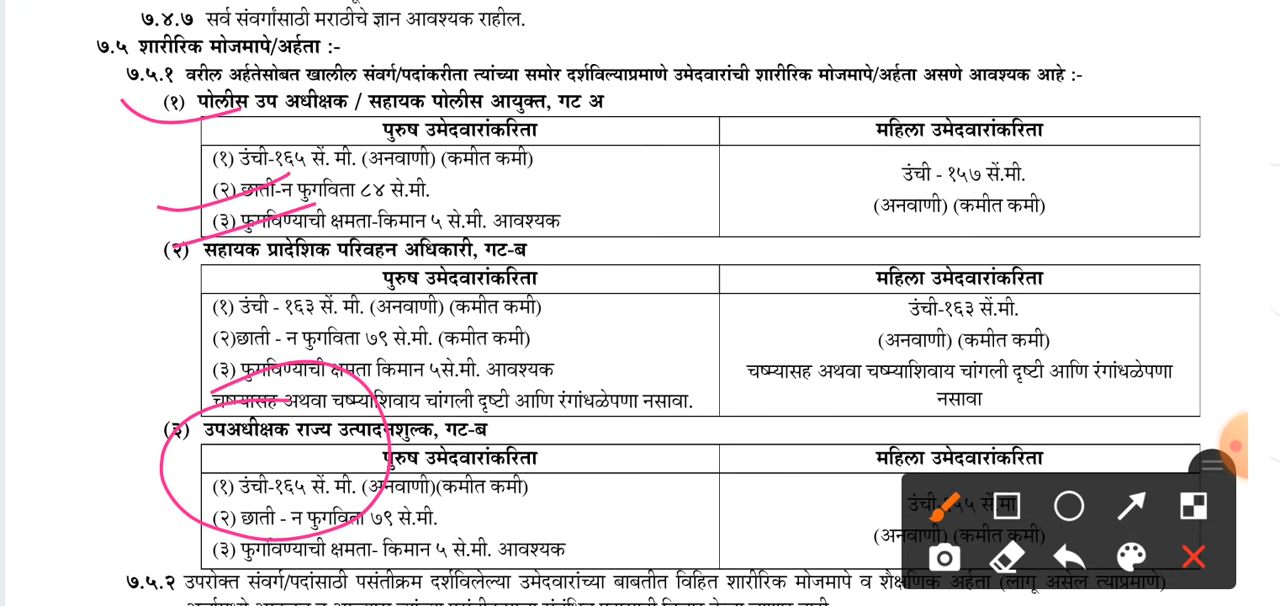 ७.४.७ सर्व संवर्गासाठी मराठीचे ज्ञान आवश्यक राहील.
७.५ शारीरिक मोजमापे/अर्हता :-
७.५.१ वरील अर्हतेसोबत खालील संवर्ग/पदांकरीता त्यांच्या समोर दर्शविल्याप्रमाणे उमेदवारांची शारीरिक मोजमापे/अर्हता असणे आवश्यक आहे :-
(१) पोलीस उप अधीक्षक / सहायक पोलीस आयुक्त, गट अ
पुरुष उमेदवारांकरिता
(१) उंची-१६५ सें. मी. (अनवाणी) (कमीत कमी)
(२) छाती-न फुगविता ८४ से.मी.
(३) फुगविण्याची क्षमता-किमान ५ से.मी. आवश्यक
महिला उमेदवारांकरिता
उंची - १५७ सें.मी.
(अनवाणी) (कमीत कमी)
(२) सहायक प्रादेशिक परिवहन अधिकारी, गट-ब
पुरुष उमेदवारांकरिता
(१) उंची - १६३ सें. मी. (अनवाणी) (कमीत कमी)
(२)छाती - न फुगविता ७९ से.मी. (कमीत कमी)
(३) फुगविण्याची क्षमता किमान ५से.मी. आवश्यक
चष्म्यासह अथवा चष्म्याशिवाय चांगली दृष्टी आणि रंगांधळेपणा नसावा.
महिला उमेदवारांकरिता
उंची-१६३ सें.मी.
(अनवाणी) (कमीत कमी)
चष्म्यासह अथवा चष्म्याशिवाय चांगली दृष्टी आणि रंगांधळेपणा
नसावा
(३) उपअधीक्षक राज्य उत्पादनशुल्क, गट-ब
पुरुष उमेदवारांकरिता
(१) उंची-१६५ सें. मी. (अनवाणी)(कमीत कमी)
(२) छाती - न फुगविता ७९ से.मी.
(३) फुगविण्याची क्षमता- किमान ५ से.मी. आवश्यक
महिला उमेदवारांकरिता
(अनवाणी) (कमीत कमी)
७.५.२ उपरोक्त संवर्ग/पदांसाठी पसंतीक्रम दर्शविलेल्या उमेदवारांच्या बाबतीत विहित शारीरिक मोजमापे व शैक्षणिक अर्हता (लागू असेल त्याप्रमाणे)